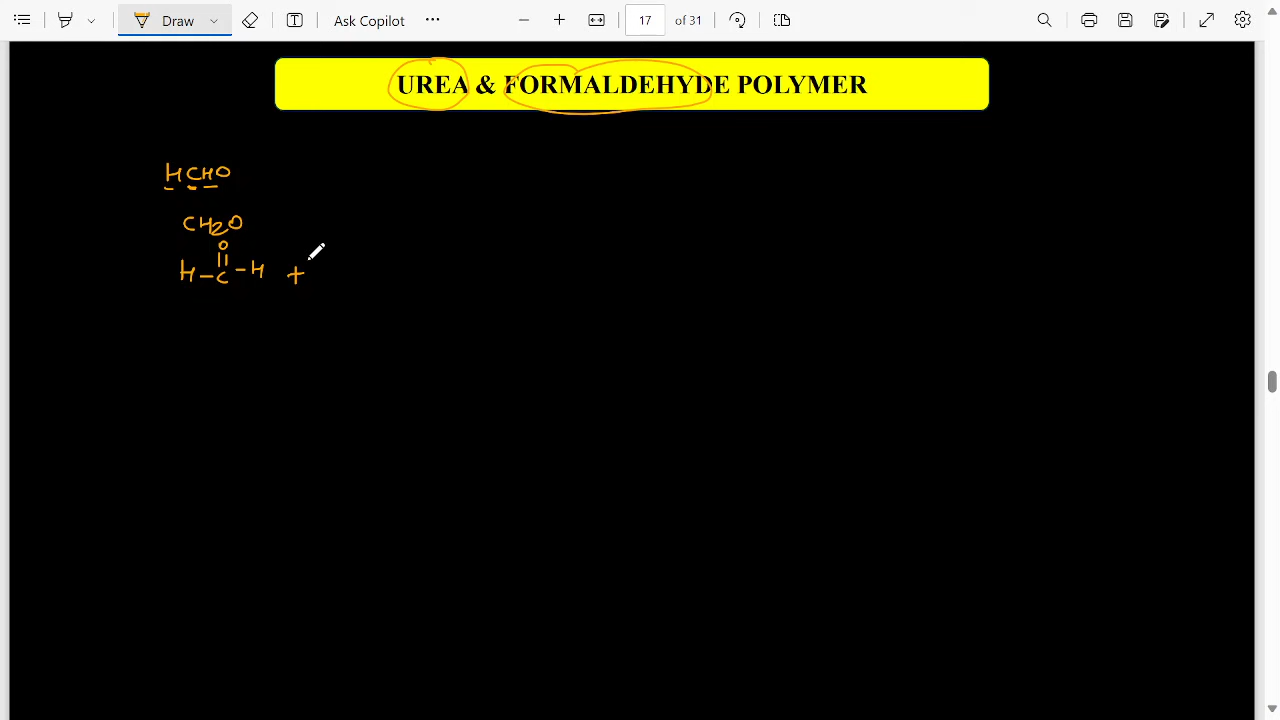 Draw
Ask Copilot
17 of 31
UREA & FORMALDEHYDE POLYMER
HCHO
CH2O
O
H-C-H +